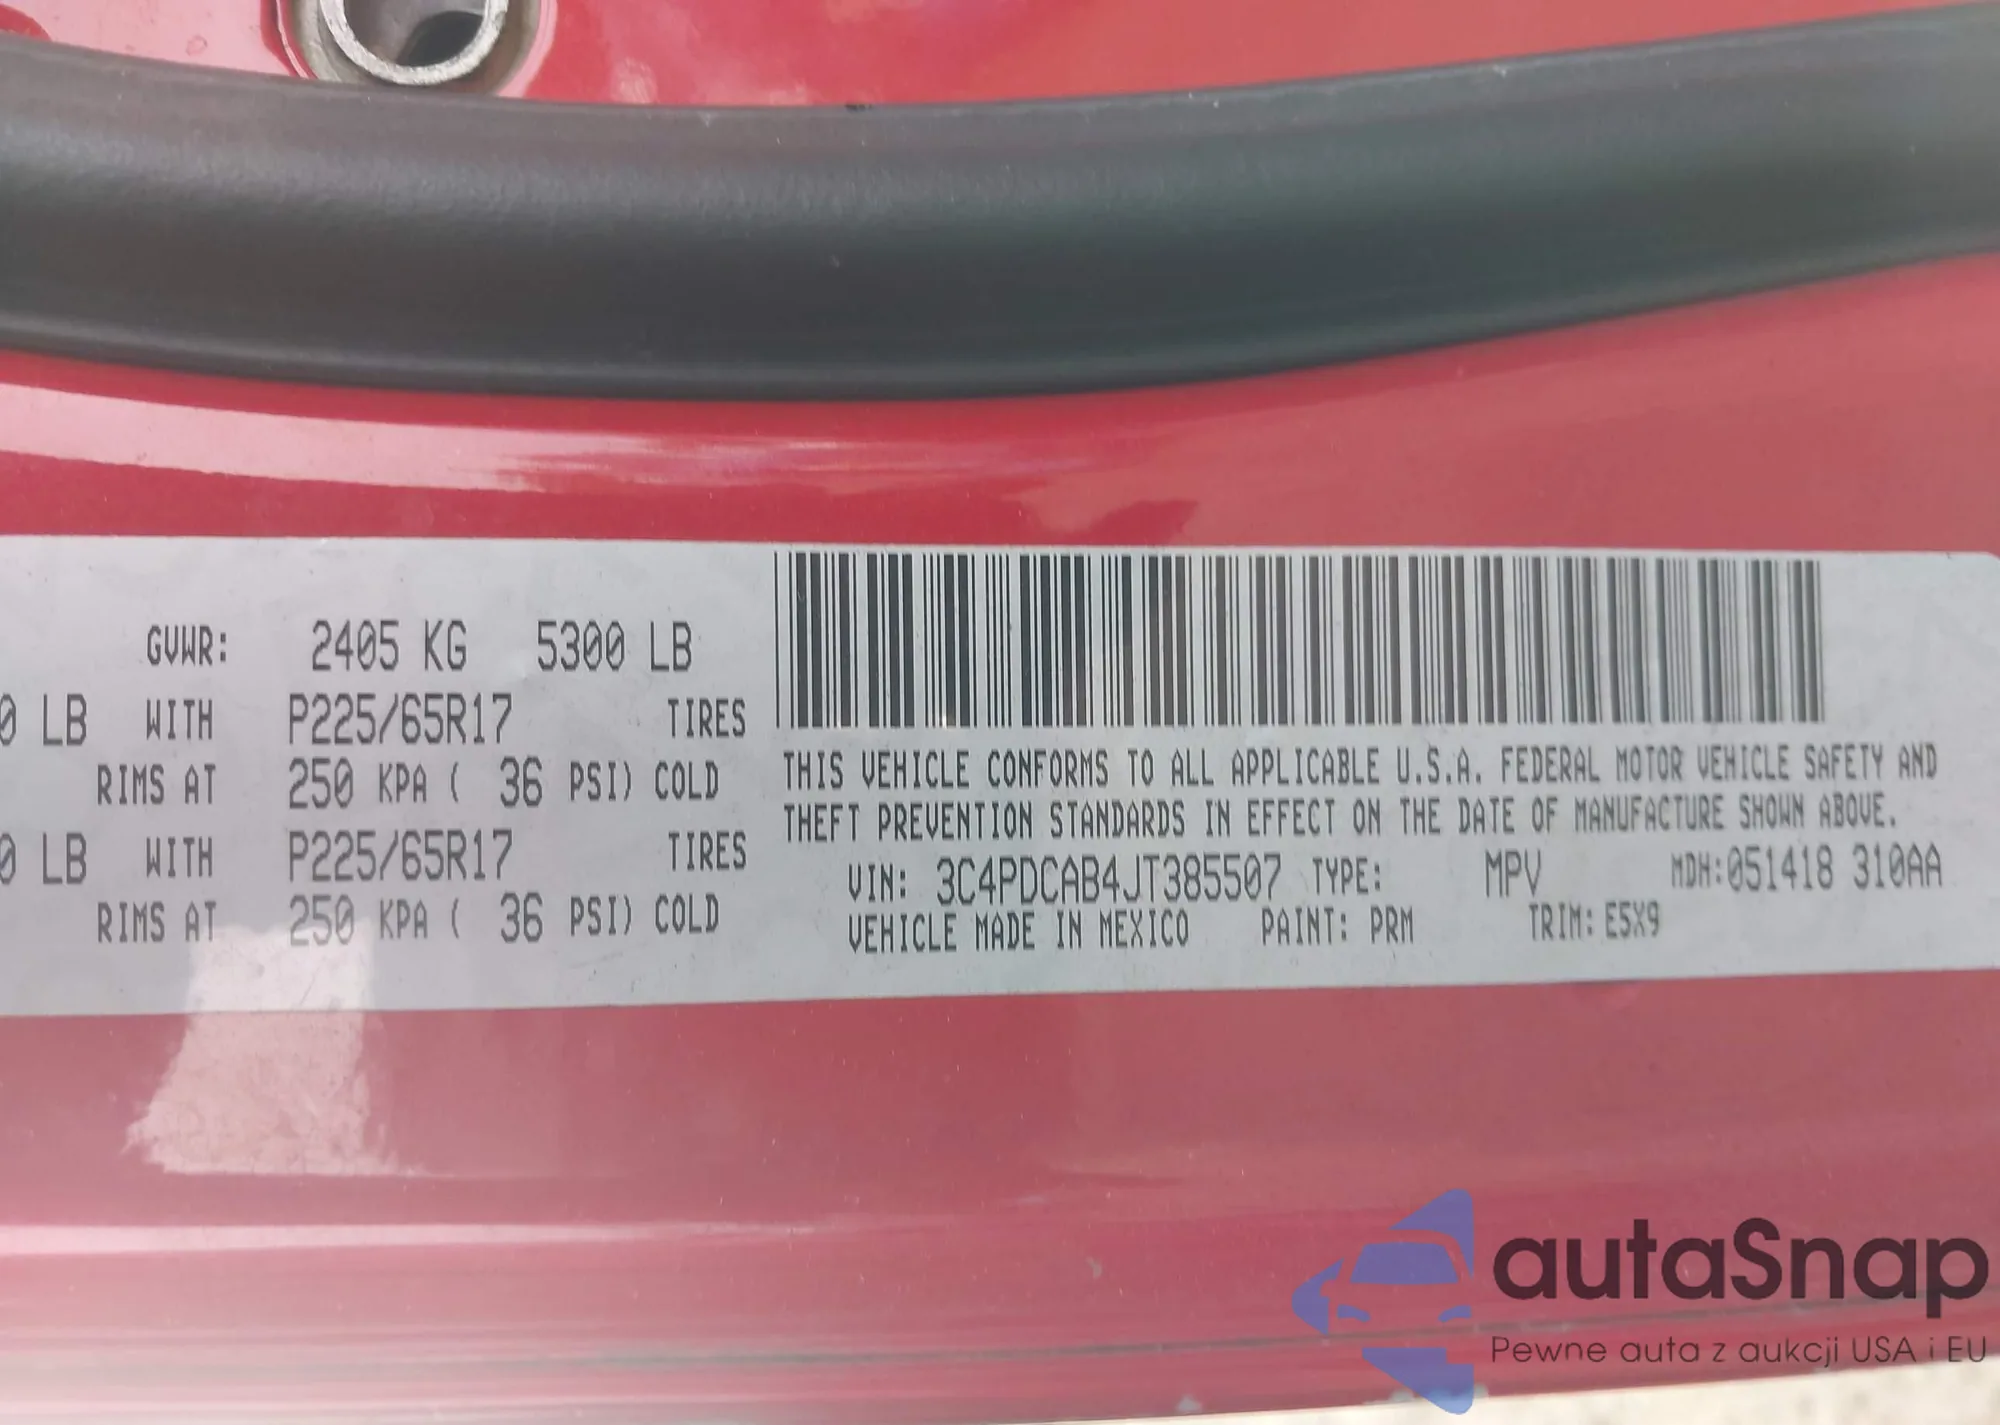 GVWR: 2405 KG 5300 LB
0 LB WITH P225/65R17 TIRES
RIMS AT 250 KPA ( 36 PSI) COLD
0 LB WITH P225/65R17 TIRES
RIMS AT 250 KPA ( 36 PSI) COLD
THIS VEHICLE CONFORMS TO ALL APPLICABLE U.S.A. FEDERAL MOTOR VEHICLE SAFETY AND
THEFT PREVENTION STANDARDS IN EFFECT ON THE DATE OF MANUFACTURE SHOWN ABOVE.
VIN: 3C4PDCAB4JT385507 TYPE: MPV MDH:051418 310AA
VEHICLE MADE IN MEXICO PAINT: PRM TRIM: E5X9
autaSnap
Pewne auta z aukcji USA i EU